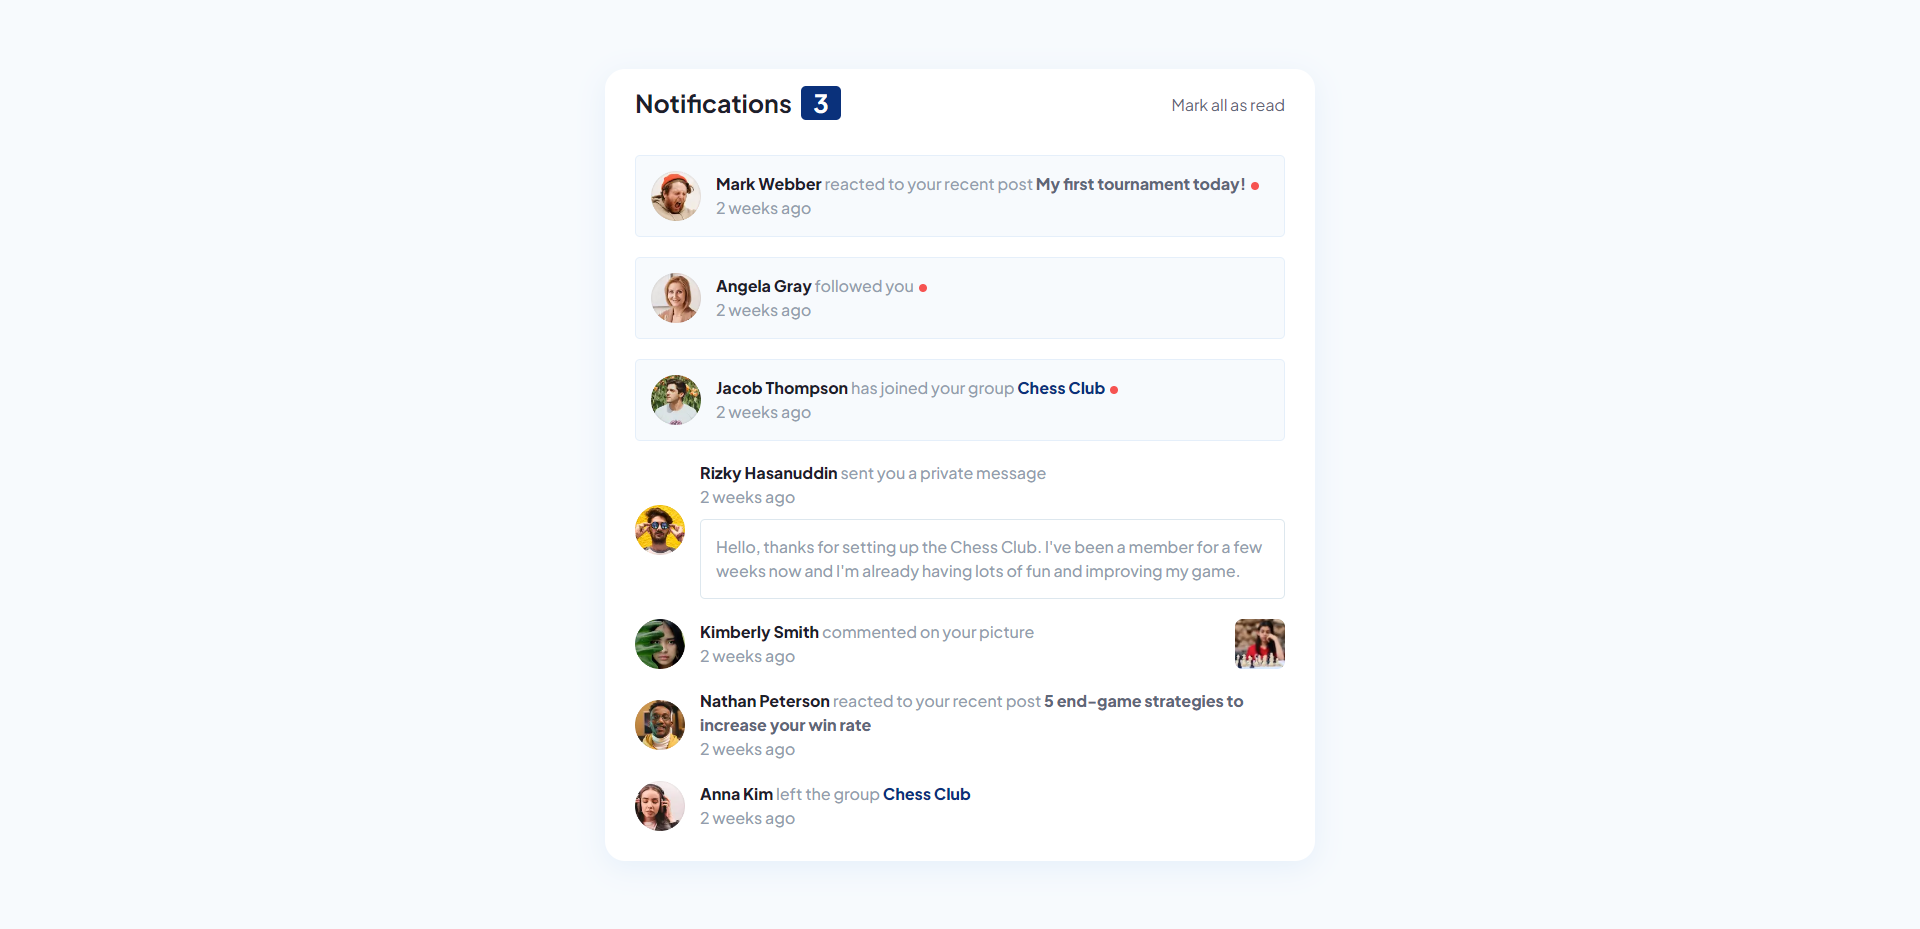 Notifications 3
Mark all as read
Mark Webber reacted to your recent post My first tournament today!
2 weeks ago
Angela Gray followed you
2 weeks ago
Jacob Thompson has joined your group Chess Club
2 weeks ago
Rizky Hasanuddin sent you a private message
2 weeks ago
Hello, thanks for setting up the Chess Club. I've been a member for a few
weeks now and I'm already having lots of fun and improving my game.
Kimberly Smith commented on your picture
2 weeks ago
Nathan Peterson reacted to your recent post 5 end-game strategies to
increase your win rate
2 weeks ago
Anna Kim left the group Chess Club
2 weeks ago